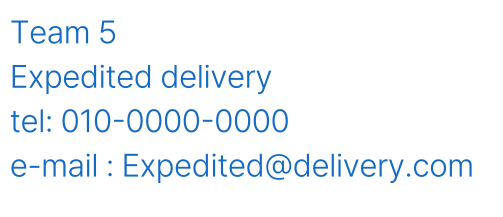 Team 5
Expedited delivery
tel: 010-0000-0000
e-mail : Expedited@delivery.com